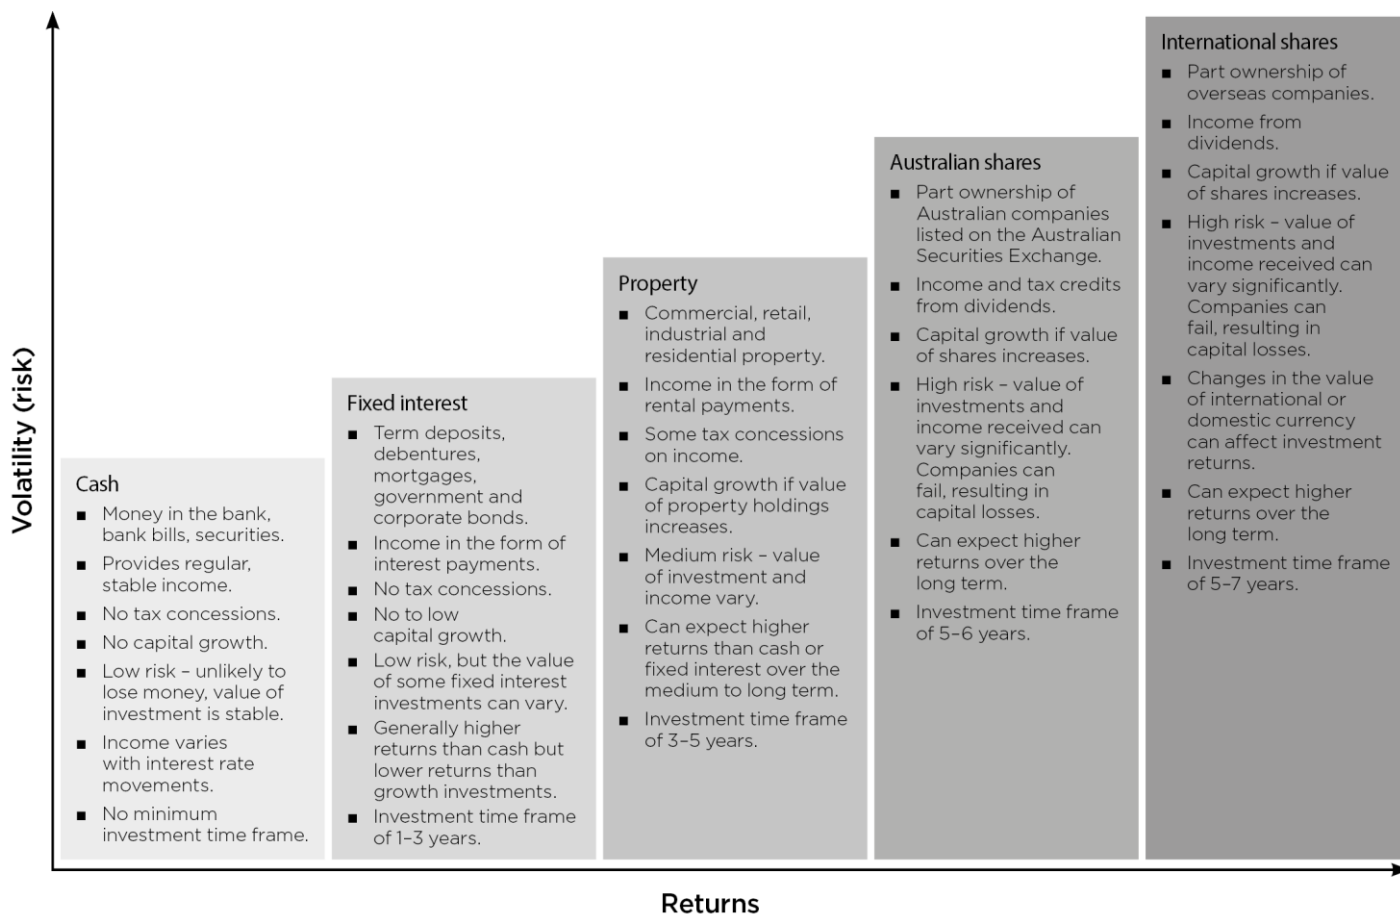 Volatility (risk)
Cash
■ Money in the bank,
bank bills, securities.
■ Provides regular,
stable income.
■ No tax concessions.
■ No capital growth.
■ Low risk – unlikely to
lose money, value of
investment is stable.
■ Income varies
with interest rate
movements.
■ No minimum
investment time frame.
Fixed interest
■ Term deposits,
debentures,
mortgages,
government and
corporate bonds.
■ Income in the form of
interest payments.
■ No tax concessions.
■ No to low
capital growth.
■ Low risk, but the value
of some fixed interest
investments can vary.
■ Generally higher
returns than cash but
lower returns than
growth investments.
■ Investment time frame
of 1–3 years.
Property
■ Commercial, retail,
industrial and
residential property.
■ Income in the form of
rental payments.
■ Some tax concessions
on income.
■ Capital growth if value
of property holdings
increases.
■ Medium risk – value
of investment and
income vary.
■ Can expect higher
returns than cash or
fixed interest over the
medium to long term.
■ Investment time frame
of 3–5 years.
Australian shares
■ Part ownership of
Australian companies
listed on the Australian
Securities Exchange.
■ Income and tax credits
from dividends.
■ Capital growth if value
of shares increases.
■ High risk – value of
investments and
income received can
vary significantly.
Companies can
fail, resulting in
capital losses.
■ Can expect higher
returns over the
long term.
■ Investment time frame
of 5–6 years.
International shares
■ Part ownership of
overseas companies.
■ Income from
dividends.
■ Capital growth if value
of shares increases.
■ High risk – value of
investments and
income received can
vary significantly.
Companies can
fail, resulting in
capital losses.
■ Changes in the value
of international or
domestic currency
can affect investment
returns.
■ Can expect higher
returns over the
long term.
■ Investment time frame
of 5–7 years.
Returns